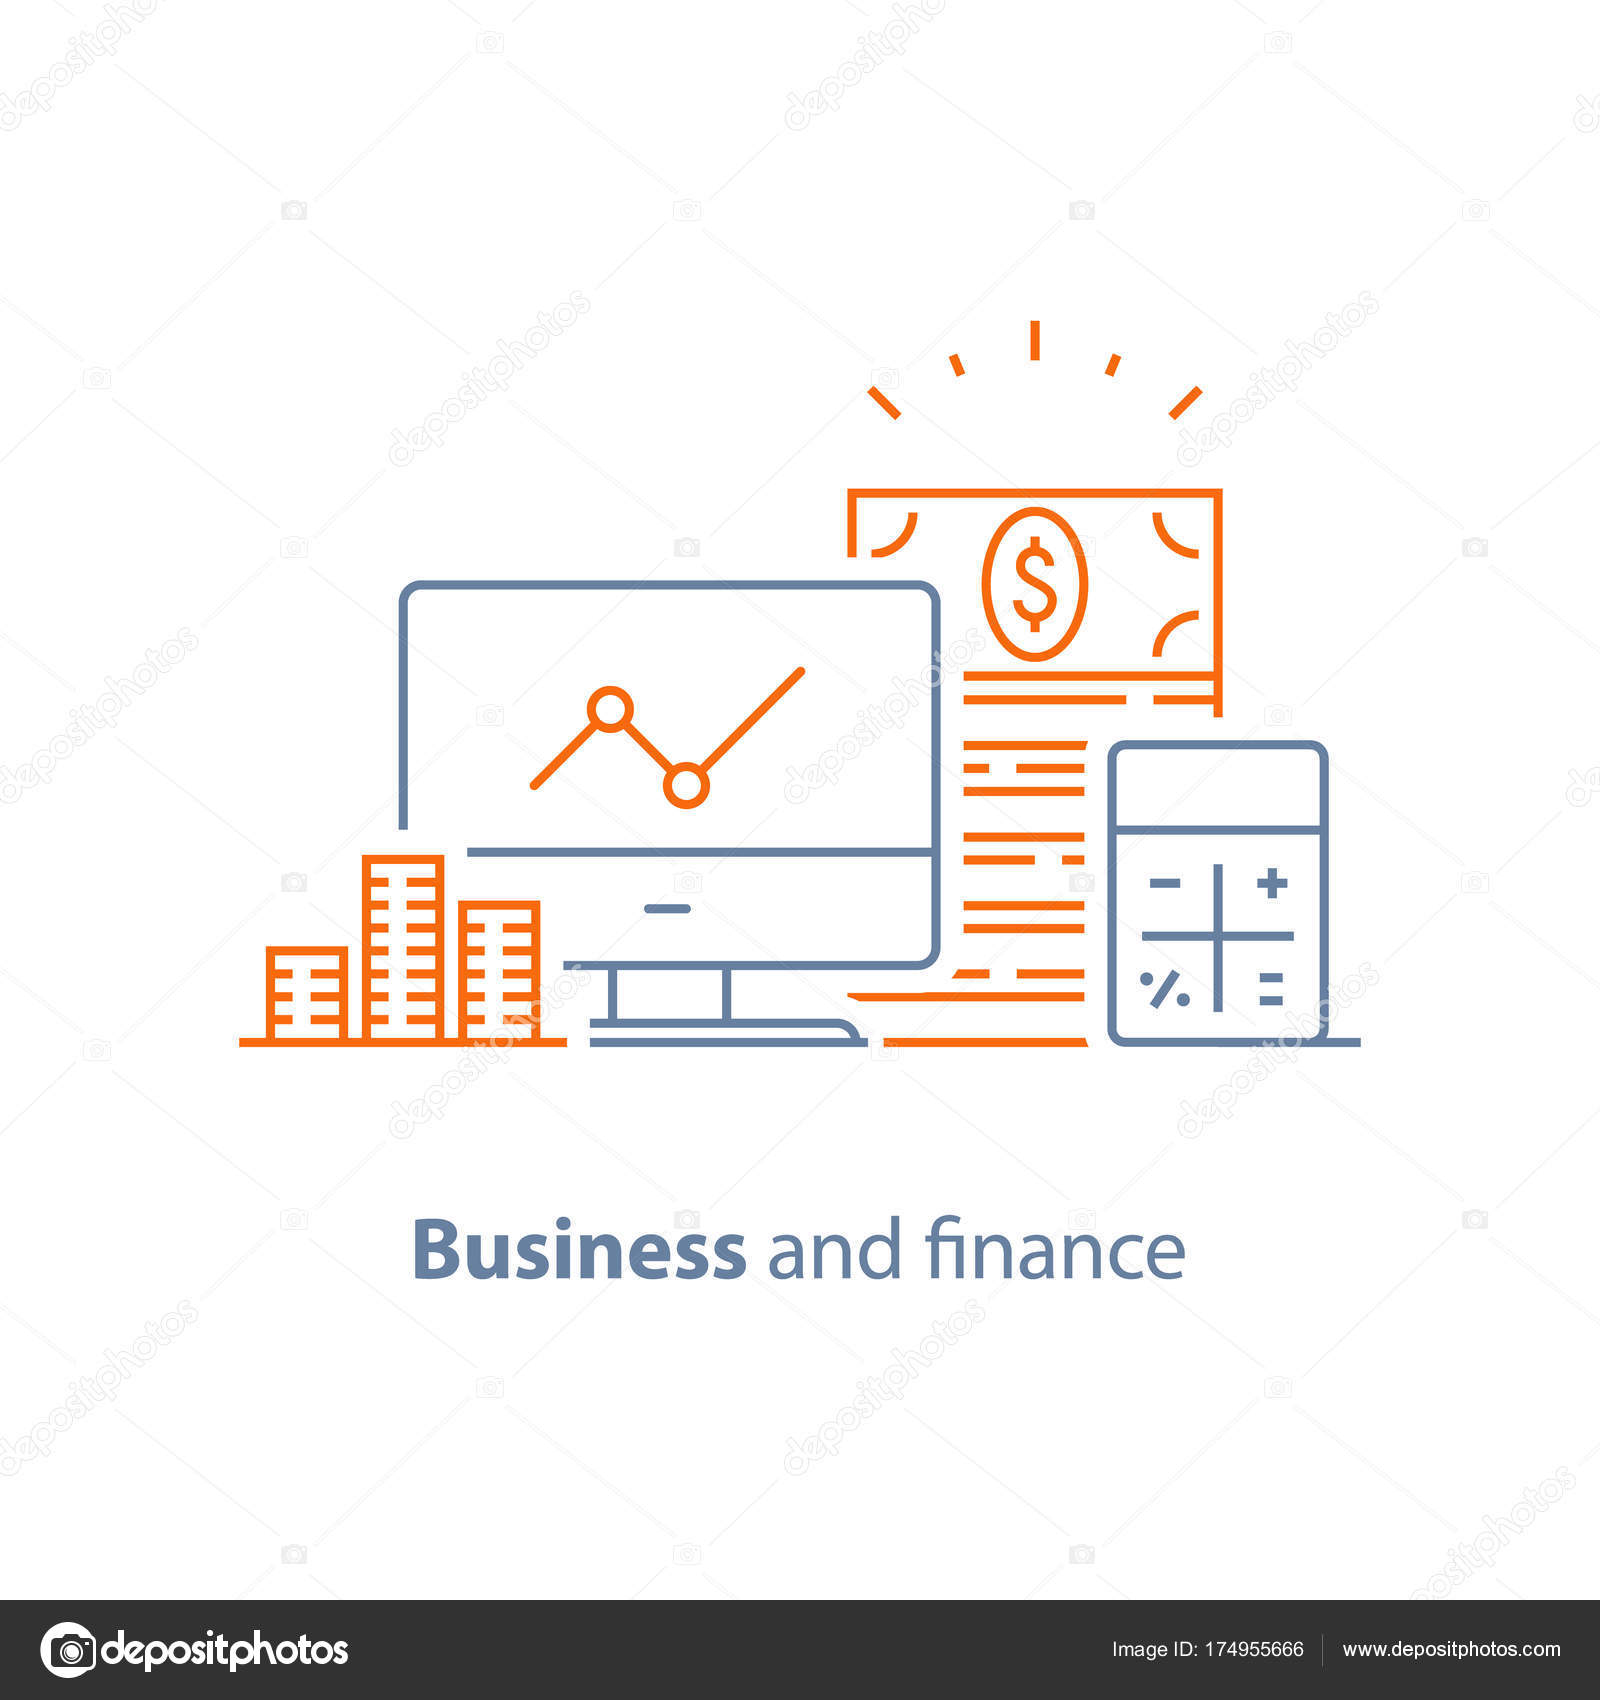 $
- +
% =
Business and finance
depositphotos
Image ID: 174955666 www.depositphotos.com